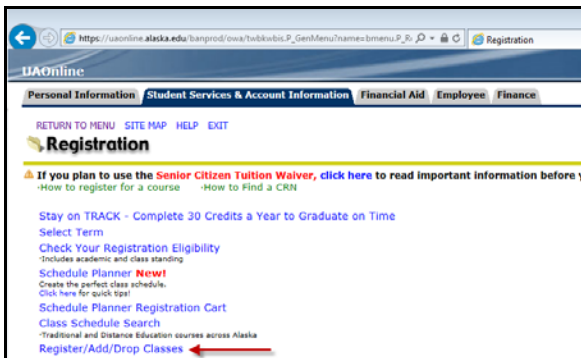 https://uaonline.alaska.edu/banprod/owa/twbkwbis.P_GenMenu?name=bmenu.P_R
Registration
UAOnline
Personal Information Student Services & Account Information Financial Aid Employee Finance
RETURN TO MENU SITE MAP HELP EXIT
Registration
If you plan to use the Senior Citizen Tuition Waiver, click here to read important information before y
-How to register for a course -How to Find a CRN
Stay on TRACK - Complete 30 Credits a Year to Graduate on Time
Select Term
Check Your Registration Eligibility
-Includes academic and class standing
Schedule Planner New!
Create the perfect class schedule.
Click here for quick tips!
Schedule Planner Registration Cart
Class Schedule Search
-Traditional and Distance Education courses across Alaska
Register/Add/Drop Classes